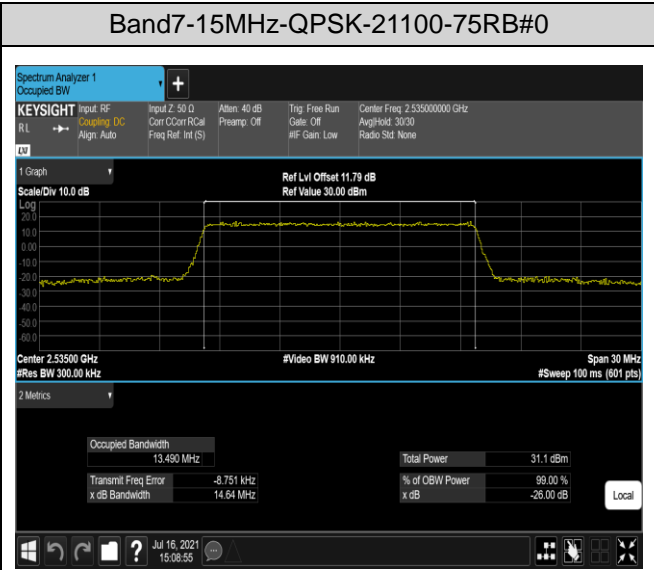 Band7-15MHz-QPSK-21100-75RB#0
Spectrum Analyzer 1
Occupied BW
+
KEYSIGHT Input: RF Input Z: 50 Ω Atten: 40 dB Trig: Free Run Center Freq: 2.535000000 GHz
RL Coupling: DC Corr CCorr RCal Preamp: Off Gate: Off Avg|Hold: 30/30
Align: Auto Freq Ref: Int (S) #IF Gain: Low Radio Std: None
LXI
1 Graph Ref Lvl Offset 11.79 dB
Scale/Div 10.0 dB Ref Value 30.00 dBm
Log
20.0
10.0
0.00
-10.0
-20.0
-30.0
-40.0
-50.0
-60.0
Center 2.53500 GHz #Video BW 910.00 kHz Span 30 MHz
#Res BW 300.00 kHz #Sweep 100 ms (601 pts)
2 Metrics
Occupied Bandwidth
13.490 MHz Total Power 31.1 dBm
Transmit Freq Error -8.751 kHz % of OBW Power 99.00 %
x dB Bandwidth 14.64 MHz x dB -26.00 dB
Local
? Jul 16, 2021
15:08:55